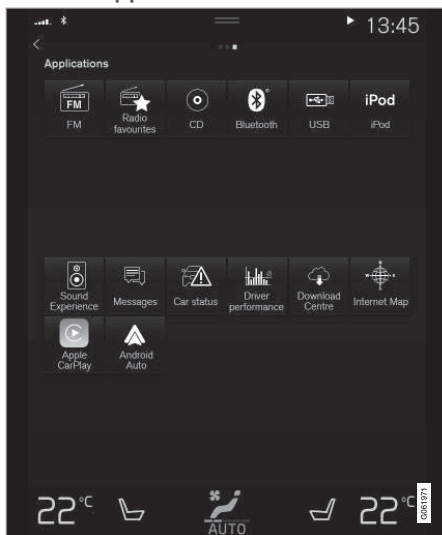 13:45
Applications
FM
iPod
FM
Radio
favourites
CD
Bluetooth
USB
iPod
Sound
Experience
Messages
Car status
Driver
performance
Download
Centre
Internet Map
Apple
CarPlay
Android
Auto
22°C
AUTO
22°C
G061971